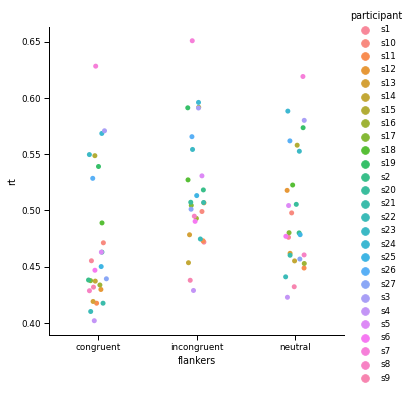 participant
0.65
0.60
0.55
0.50
0.45
0.40
rt
congruent
incongruent
neutral
flankers
s1
s10
s11
s12
s13
s14
s15
s16
s17
s18
s19
s2
s20
s21
s22
s23
s24
s25
s26
s27
s3
s4
s5
s6
s7
s8
s9